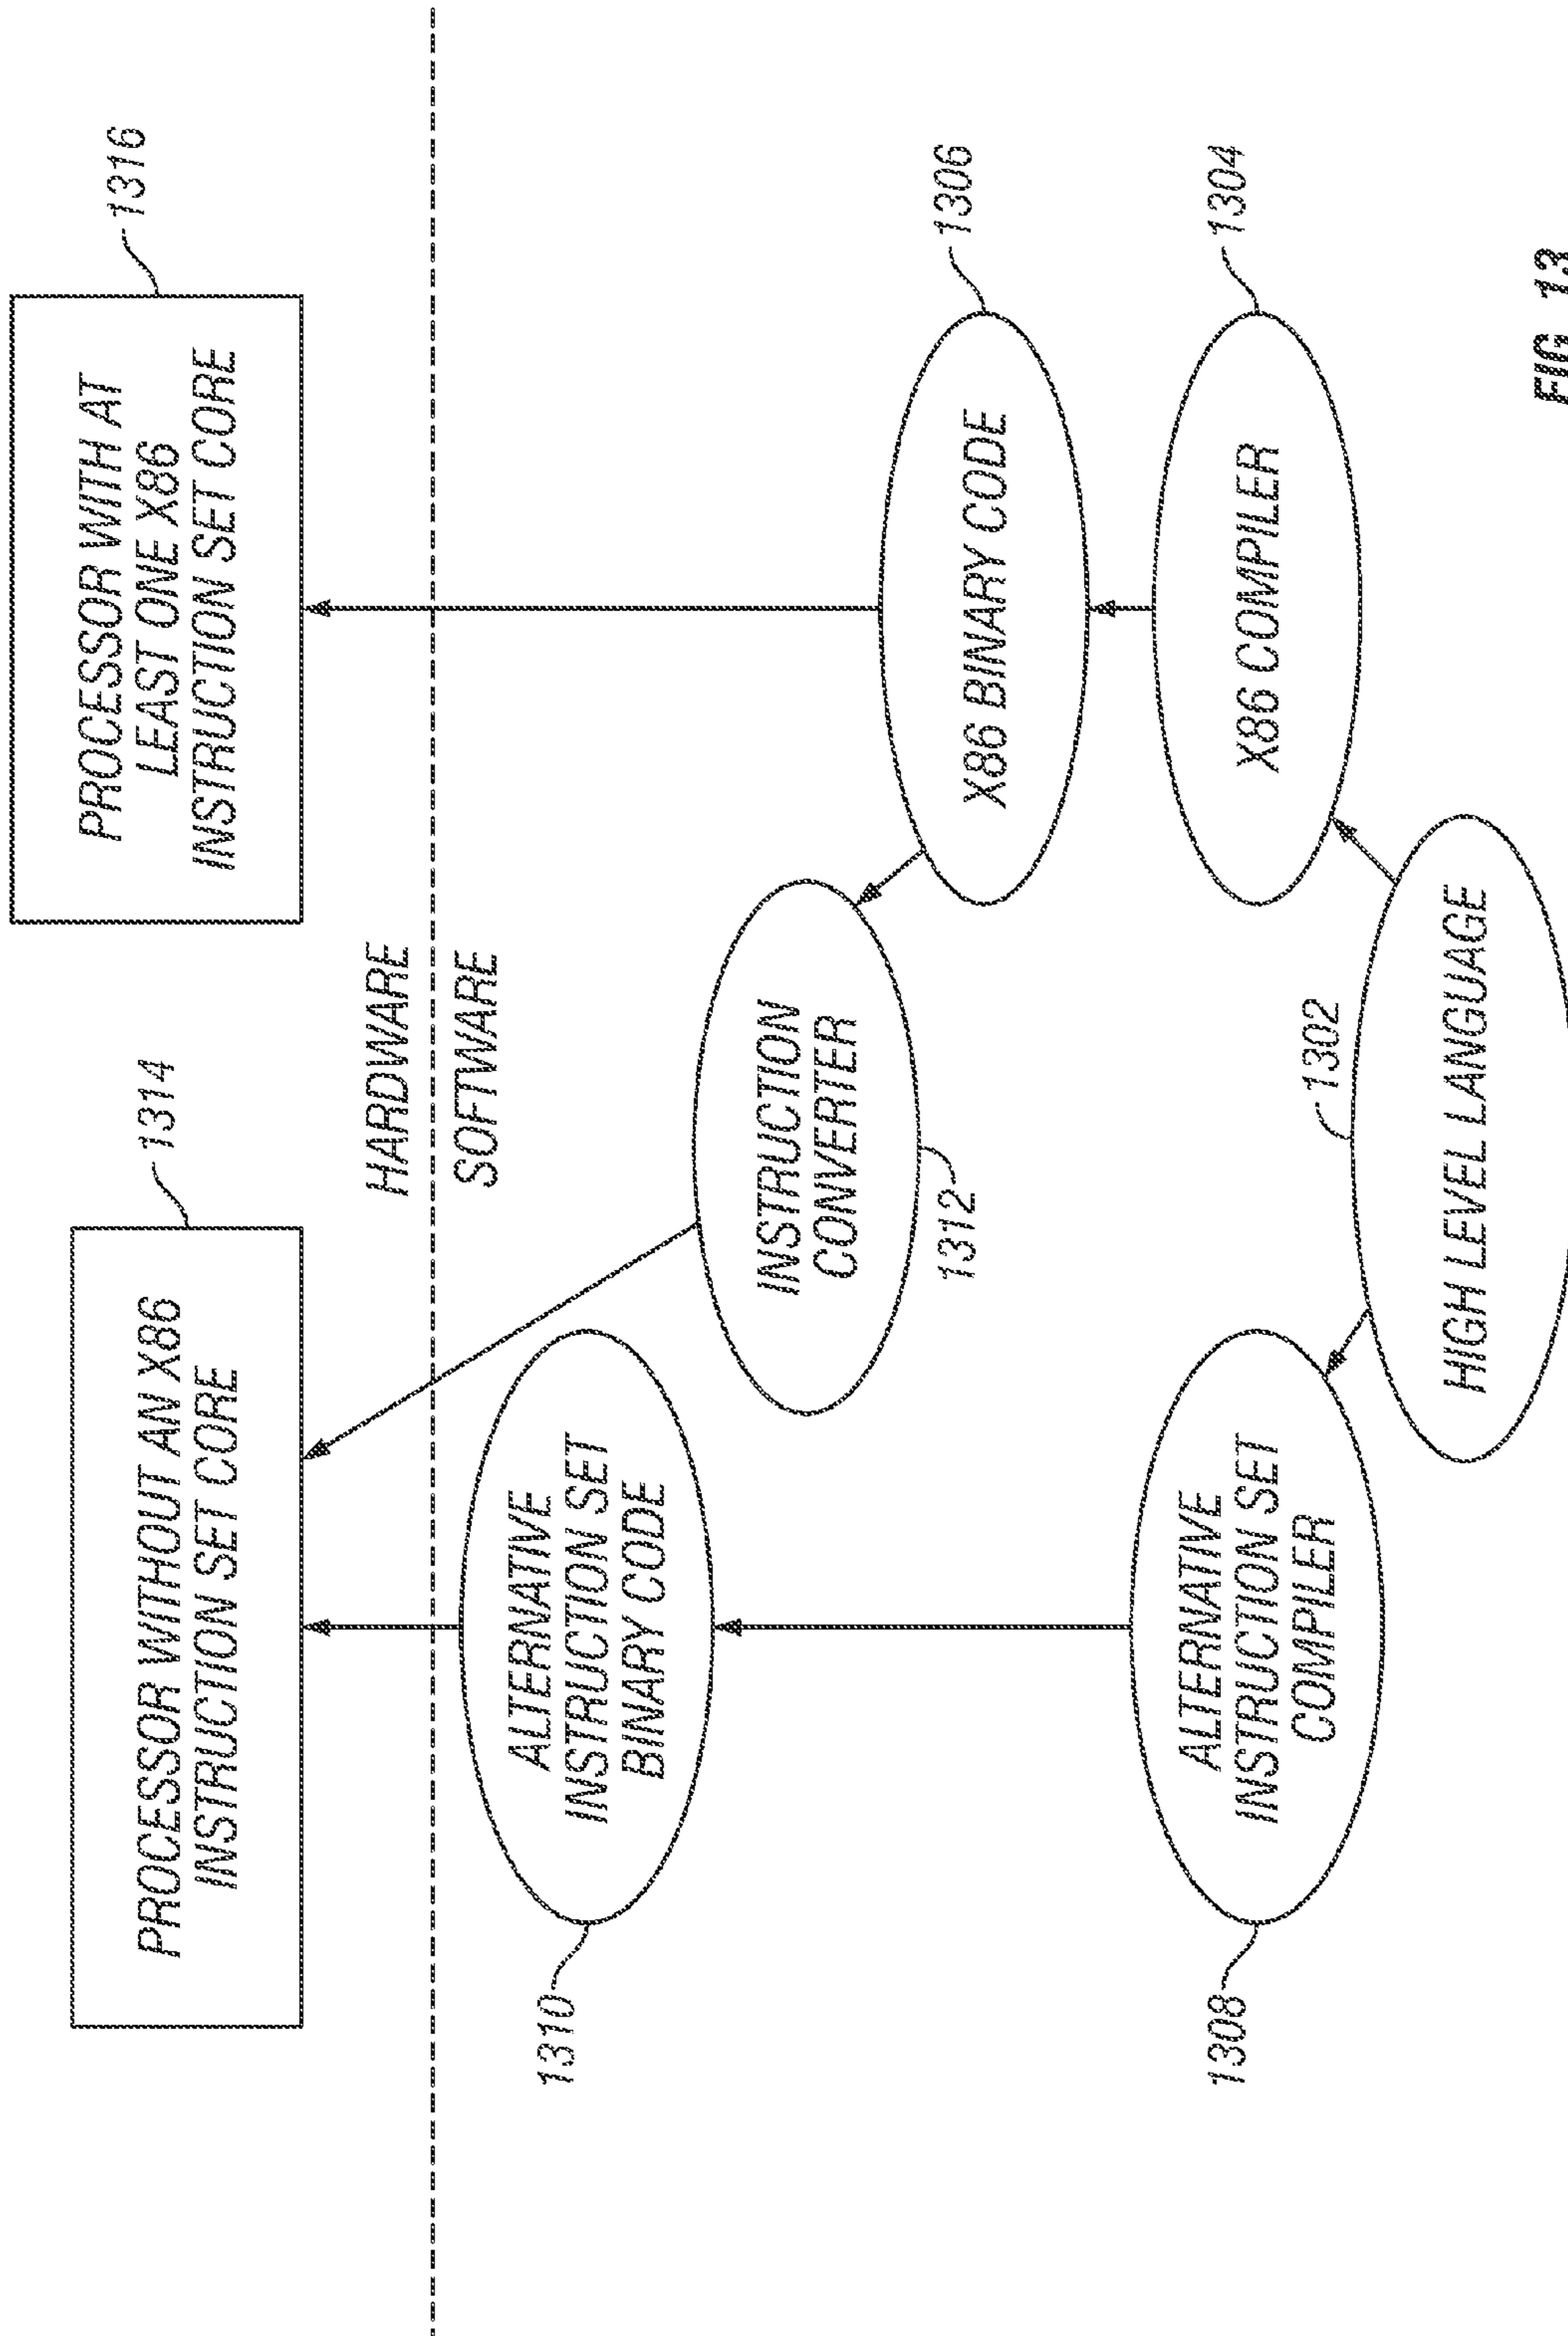 PROCESSOR WITHOUT AN X86
INSTRUCTION SET CORE
1314
PROCESSOR WITH AT
LEAST ONE X86
INSTRUCTION SET CORE
1316
HARDWARE
SOFTWARE
1310
ALTERNATIVE
INSTRUCTION SET
BINARY CODE
INSTRUCTION
CONVERTER
1312
X86 BINARY CODE
1306
1308
ALTERNATIVE
INSTRUCTION SET
COMPILER
X86 COMPILER
1304
1302
HIGH LEVEL LANGUAGE
FIG. 13